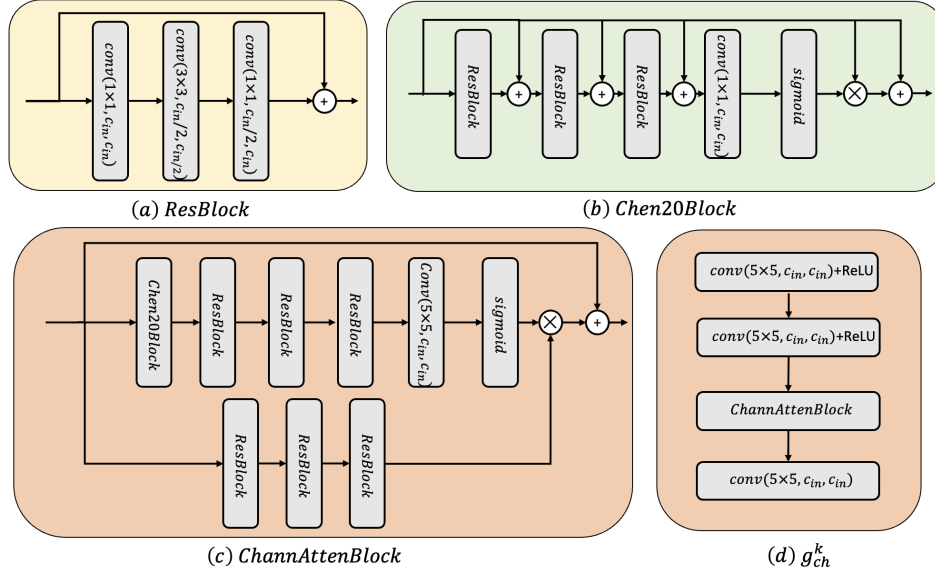 conv(1×1, c_in, c_in)
conv(3×3, c_in/2, c_in/2)
conv(1×1, c_in/2, c_in)
+
(a) ResBlock
ResBlock
+
ResBlock
+
ResBlock
+
conv(1×1, c_in, c_in)
sigmoid
×
+
(b) Chen20Block
Chen20Block
ResBlock
ResBlock
ResBlock
Conv(5×5, c_in, c_in)
sigmoid
×
+
ResBlock
ResBlock
ResBlock
(c) ChannAttenBlock
conv(5×5, c_in, c_in)+ReLU
conv(5×5, c_in, c_in)+ReLU
ChannAttenBlock
conv(5×5, c_in, c_in)
(d) g_ch^k